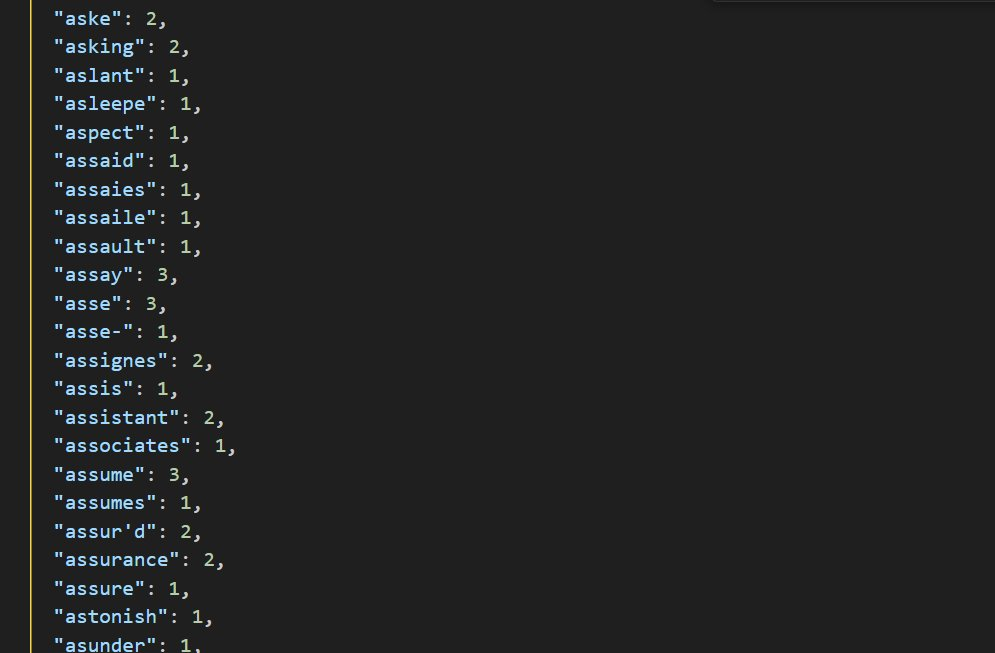 "aske": 2,
"asking": 2,
"aslant": 1,
"asleepe": 1,
"aspect": 1,
"assaid": 1,
"assaies": 1,
"assaile": 1,
"assault": 1,
"assay": 3,
"asse": 3,
"asse-": 1,
"assignes": 2,
"assis": 1,
"assistant": 2,
"associates": 1,
"assume": 3,
"assumes": 1,
"assur'd": 2,
"assurance": 2,
"assure": 1,
"astonish": 1,
"asunder": 1,